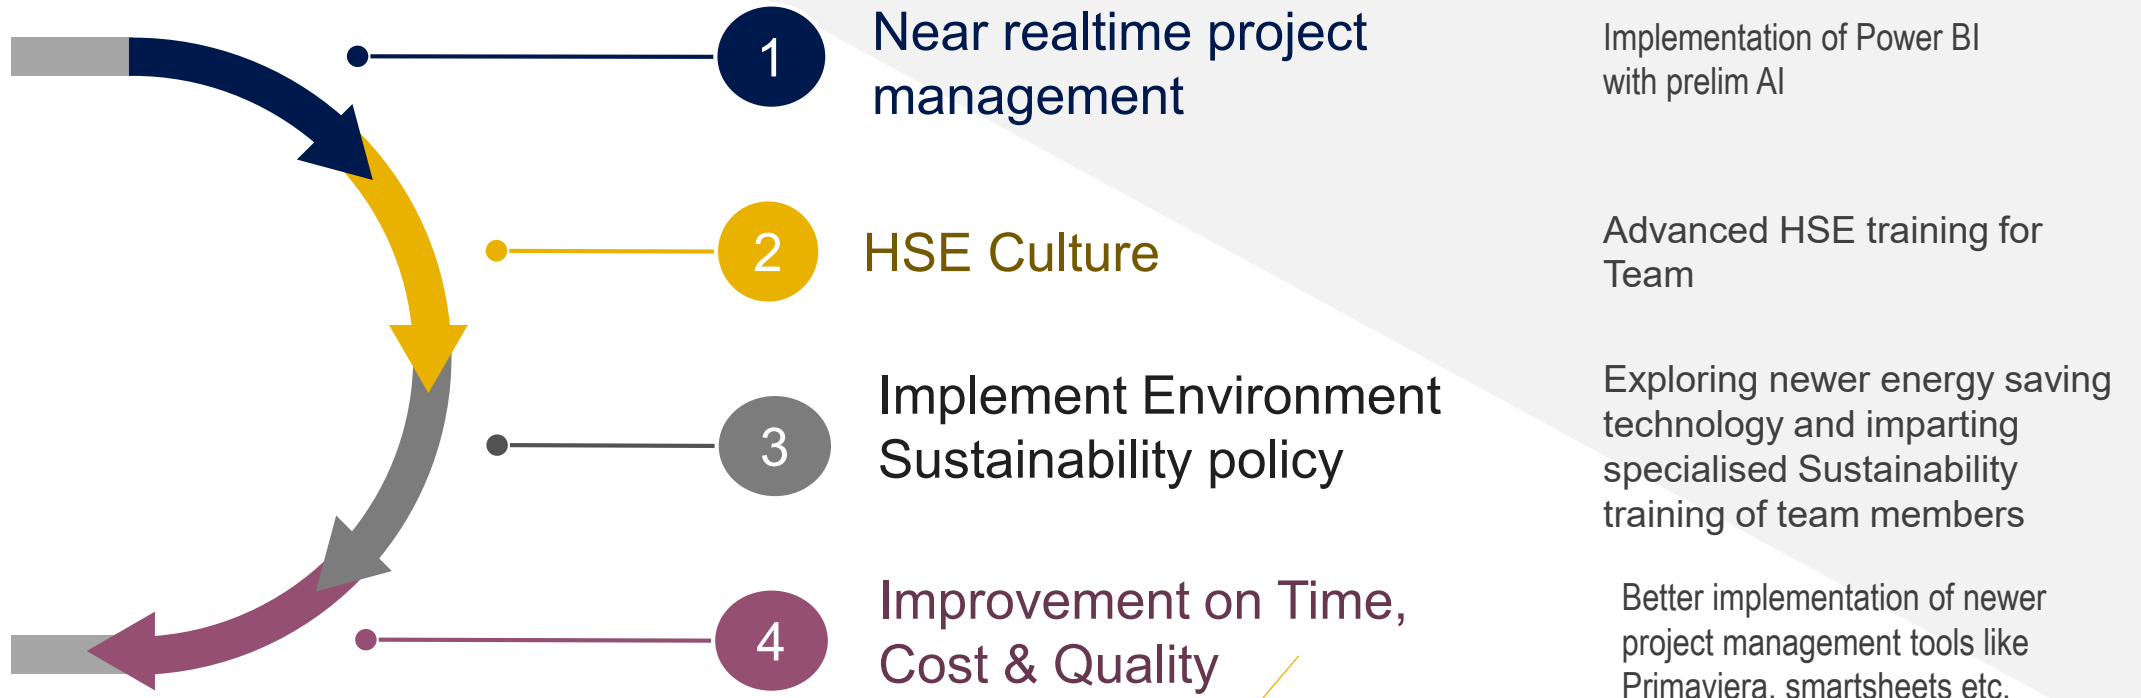 1
Near realtime project
management
Implementation of Power BI
with prelim AI
2
HSE Culture
Advanced HSE training for
Team
3
Implement Environment
Sustainability policy
Exploring newer energy saving
technology and imparting
specialised Sustainability
training of team members
4
Improvement on Time,
Cost & Quality
Better implementation of newer
project management tools like
Primaviera, smartsheets etc.